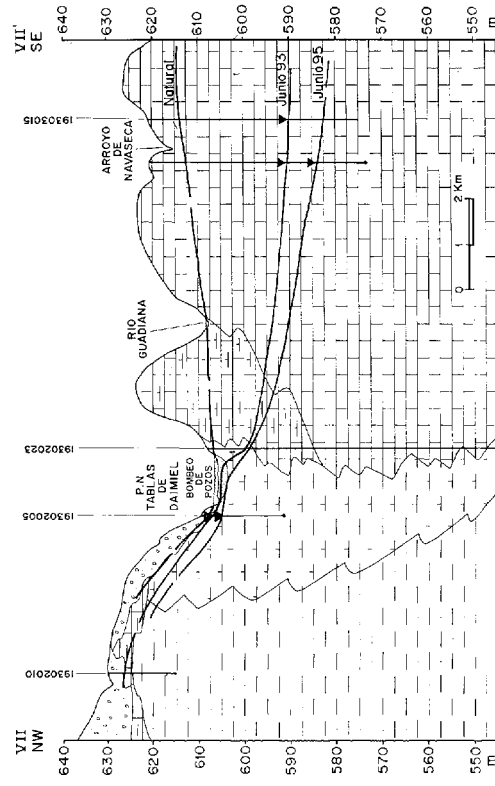 VII'
SE
640
630
620
610
600
590
580
570
560
550
m
Natural
Junio 93
Junio 95
19303015
ARROYO
DE
NAVASECA
2 Km
1
0
RIO
GUADIANA
19302023
P.N
TABLAS
DE
DAIMIEL
BOMBEO
DE
POZOS
19302005
19302010
VII
NW
640
630
620
610
600
590
580
570
560
550
m